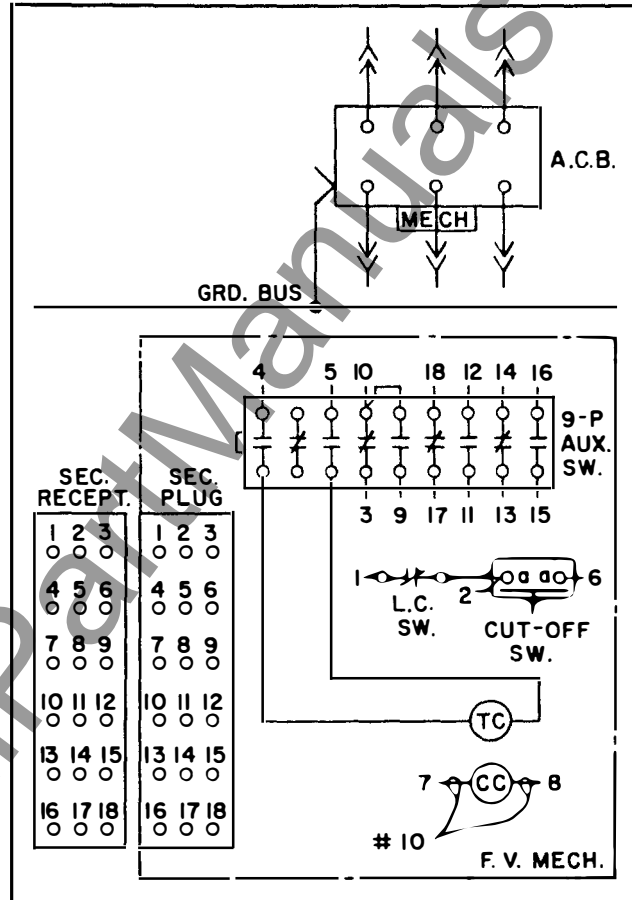 A.C.B.
MECH
GRD. BUS
4 5 10 18 12 14 16
9-P
AUX.
SW.
3 9 17 11 13 15
SEC.
RECEPT.
1 2 3
4 5 6
7 8 9
10 11 12
13 14 15
16 17 18
SEC.
PLUG
1 2 3
4 5 6
7 8 9
10 11 12
13 14 15
16 17 18
1
L.C.
SW.
2
a a
6
CUT-OFF
SW.
TC
7 CC 8
# 10
F. V. MECH.
PartManuals